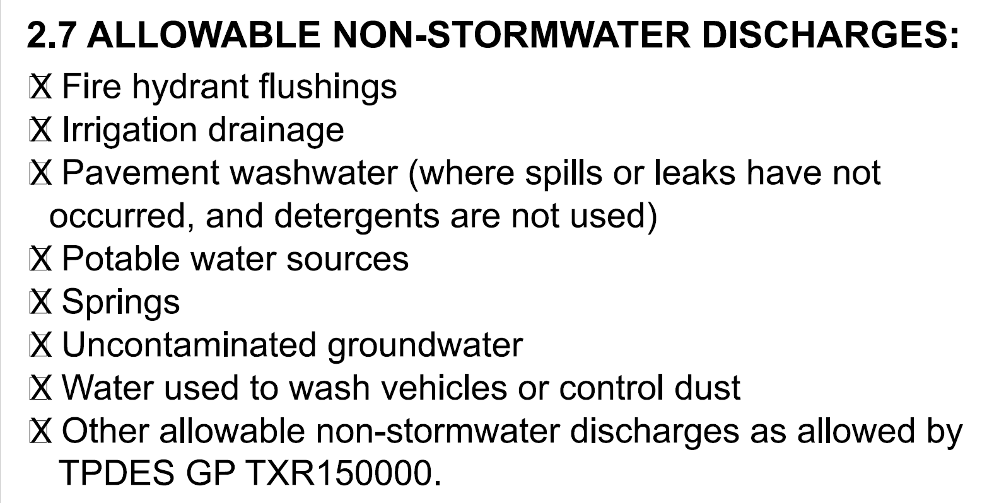 2.7 ALLOWABLE NON-STORMWATER DISCHARGES:
☒ Fire hydrant flushings
☒ Irrigation drainage
☒ Pavement washwater (where spills or leaks have not
occurred, and detergents are not used)
☒ Potable water sources
☒ Springs
☒ Uncontaminated groundwater
☒ Water used to wash vehicles or control dust
☒ Other allowable non-stormwater discharges as allowed by
TPDES GP TXR150000.